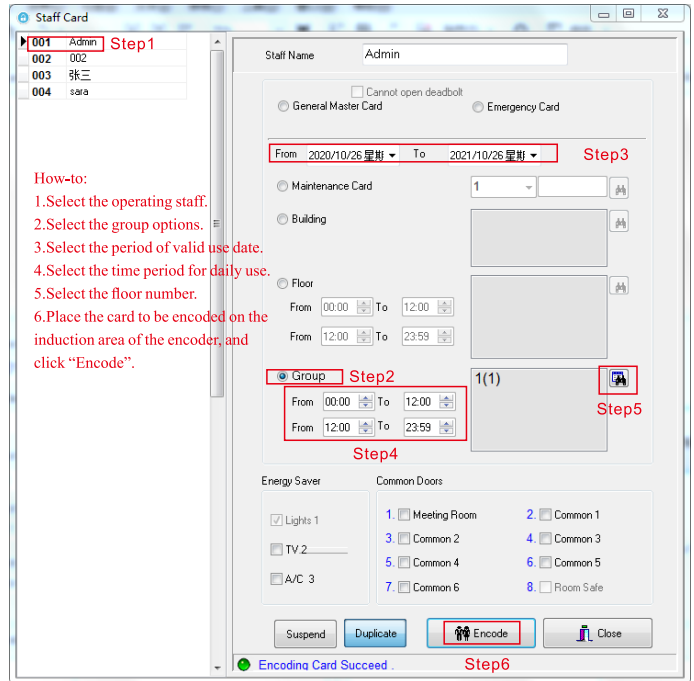 Staff Card
001 Admin Step1
002 002
003 张三
004 sara
How-to:
1.Select the operating staff.
2.Select the group options.
3.Select the period of valid use date.
4.Select the time period for daily use.
5.Select the floor number.
6.Place the card to be encoded on the
induction area of the encoder, and
click “Encode”.
Staff Name Admin
Cannot open deadbolt
General Master Card Emergency Card
From 2020/10/26 星期 To 2021/10/26 星期 Step3
Maintenance Card 1
Building
Floor
From 00:00 To 12:00
From 12:00 To 23:59
Group Step2 1(1)
From 00:00 To 12:00 Step5
From 12:00 To 23:59
Step4
Energy Saver Common Doors
Lights 1 1. Meeting Room 2. Common 1
3. Common 2 4. Common 3
TV 2
5. Common 4 6. Common 5
A/C 3
7. Common 6 8. Room Safe
Suspend Duplicate Encode Close
Encoding Card Succeed . Step6